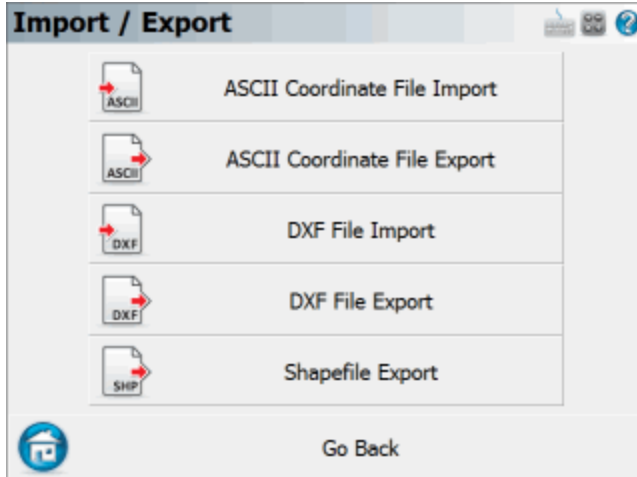 Import / Export
ASCII
ASCII Coordinate File Import
ASCII
ASCII Coordinate File Export
DXF
DXF File Import
DXF
DXF File Export
SHP
Shapefile Export
Go Back